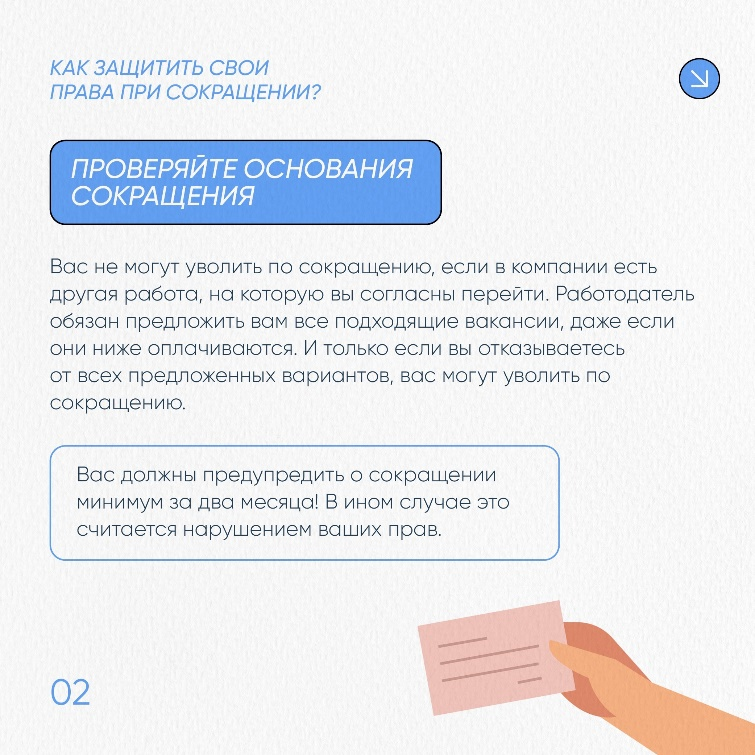 КАК ЗАЩИТИТЬ СВОИ
ПРАВА ПРИ СОКРАЩЕНИИ?
ПРОВЕРЯЙТЕ ОСНОВАНИЯ
СОКРАЩЕНИЯ
Вас не могут уволить по сокращению, если в компании есть
другая работа, на которую вы согласны перейти. Работодатель
обязан предложить вам все подходящие вакансии, даже если
они ниже оплачиваются. И только если вы отказываетесь
от всех предложенных вариантов, вас могут уволить по
сокращению.
Вас должны предупредить о сокращении
минимум за два месяца! В ином случае это
считается нарушением ваших прав.
02